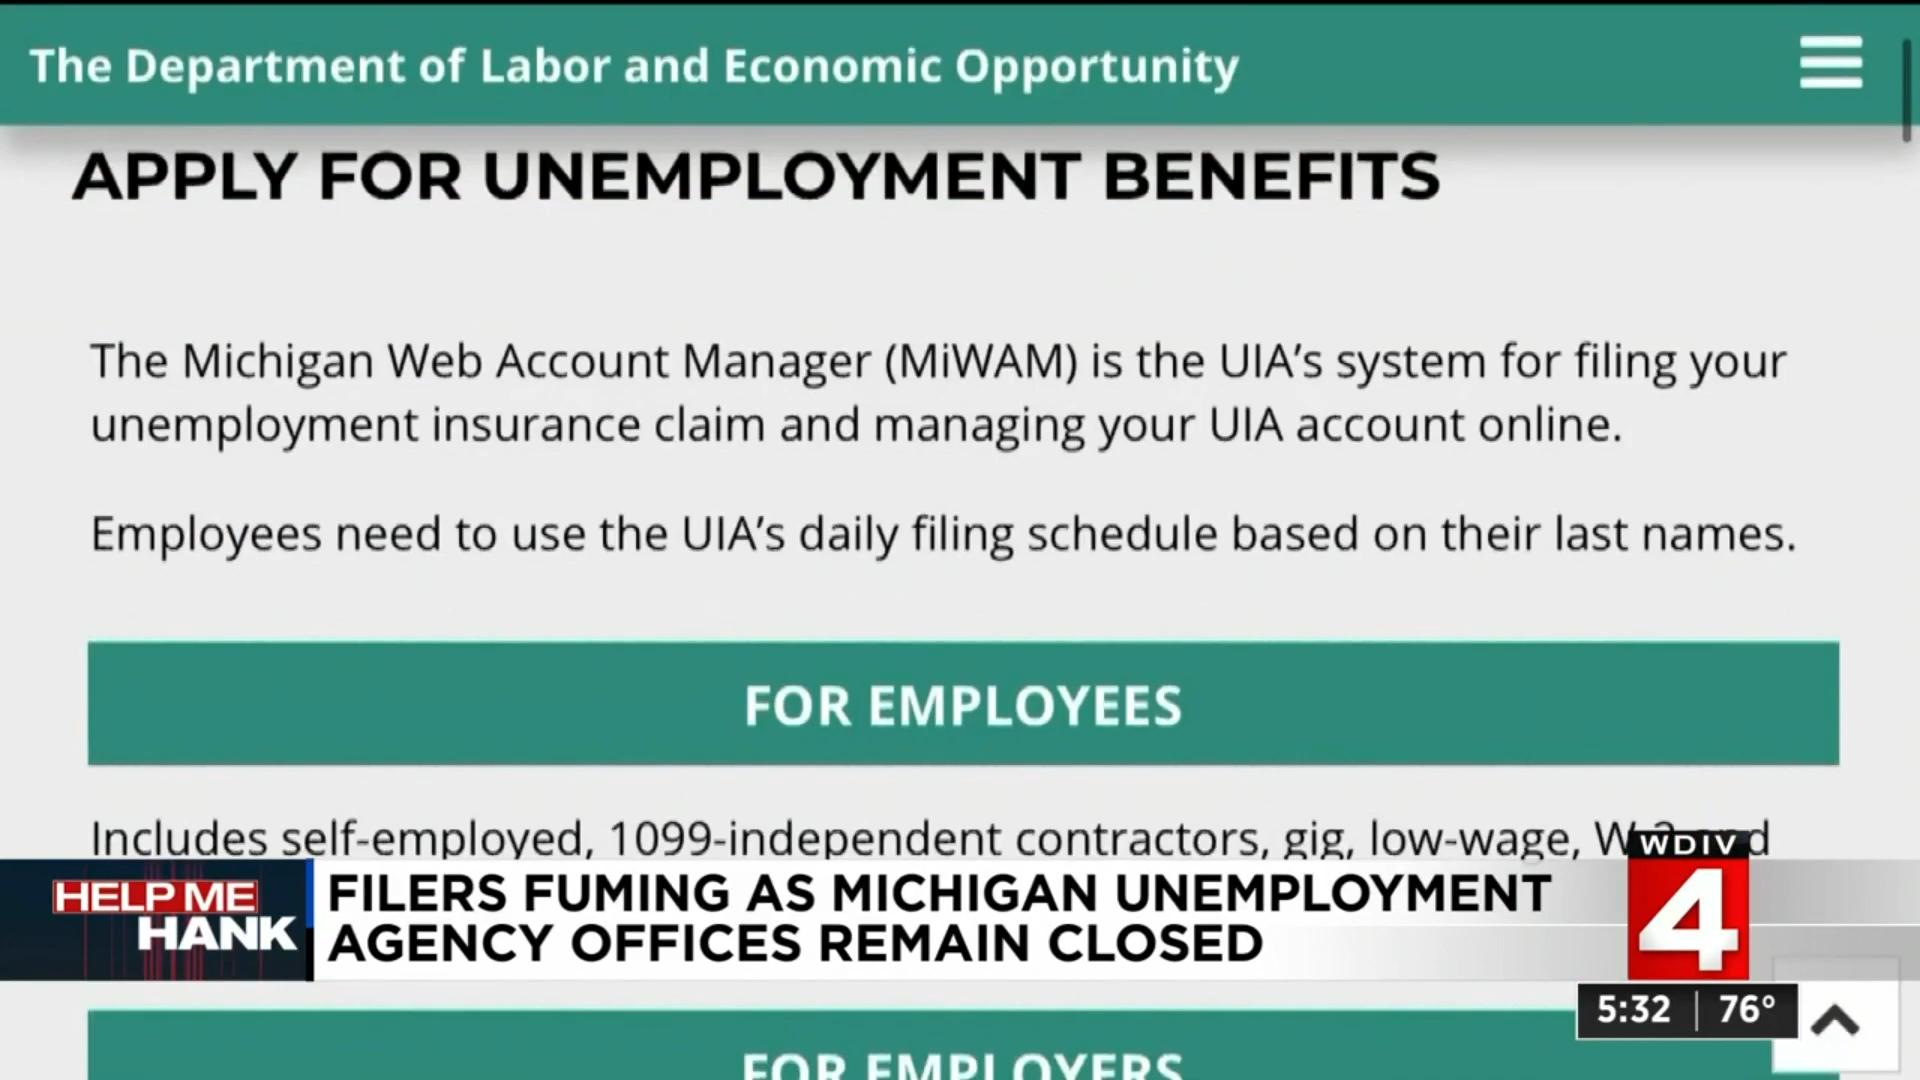 The Department of Labor and Economic Opportunity
APPLY FOR UNEMPLOYMENT BENEFITS
The Michigan Web Account Manager (MiWAM) is the UIA's system for filing your
unemployment insurance claim and managing your UIA account online.
Employees need to use the UIA's daily filing schedule based on their last names.
FOR EMPLOYEES
Includes self-employed, 1099-independent contractors, gig, low-wage,
WDIV
4
HELP ME
HANK
FILERS FUMING AS MICHIGAN UNEMPLOYMENT
AGENCY OFFICES REMAIN CLOSED
5:32 76°
FOR EMPLOYERS